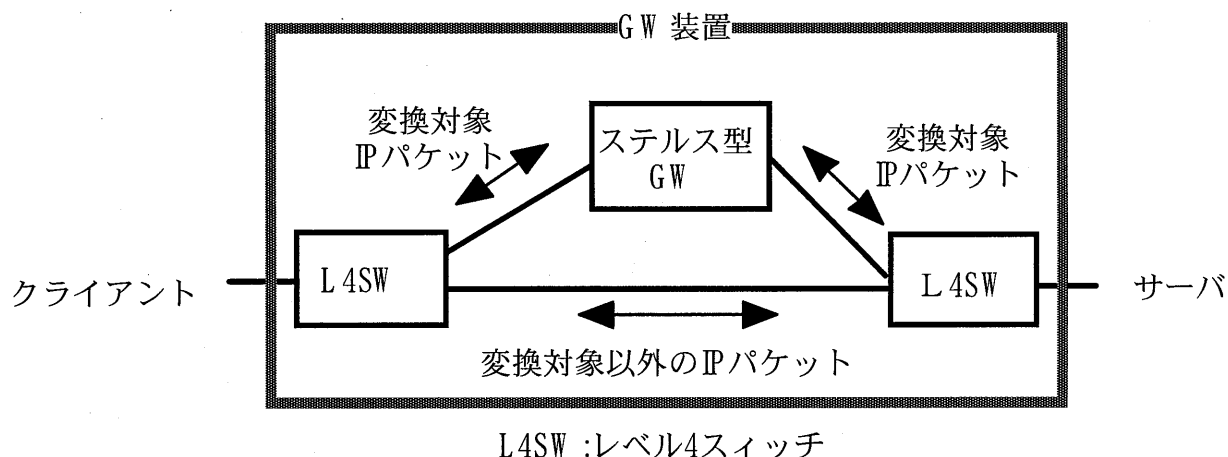 GW 装置
変換対象
IPパケット
ステルス型
GW
変換対象
IPパケット
L4SW
L4SW
クライアント
サーバ
変換対象以外のIPパケット
L4SW :レベル4スィッチ